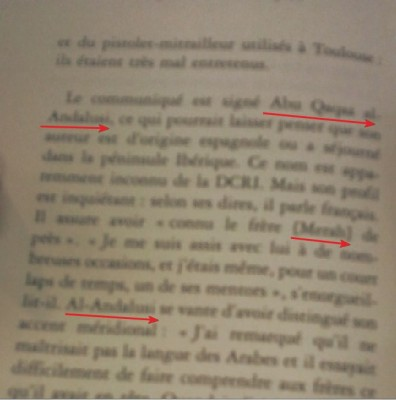 et du pistolet-mitrailleur utilisés à Toulouse :
ils étaient très mal entretenus.
Le communiqué est signé Abu Qaqaa al-
Andalusi, ce qui pourrait laisser penser que son
auteur est d'origine espagnole ou a séjourné
dans la péninsule Ibérique. Ce nom est appa-
remment inconnu de la DCRI. Mais son profil
est inquiétant : selon ses dires, il parle français.
Il assure avoir « connu le frère [Merah] de
près ». « Je me suis assis avec lui à de nom-
breuses occasions, et j'étais même, pour un court
laps de temps, un de ses mentors », s'enorgueil-
lit-il. Al-Andalusi se vante d'avoir distingué son
accent méridional : « J'ai remarqué qu'il ne
maîtrisait pas la langue des Arabes et il essayait
difficilement de faire comprendre aux frères ce
qu'il avait en tête.